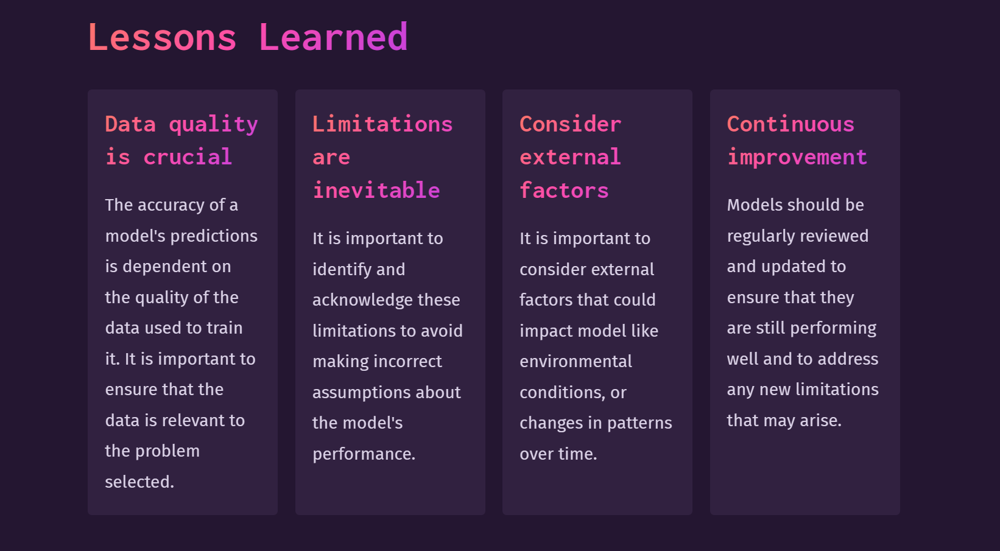 Lessons Learned
Data quality
is crucial
The accuracy of a
model's predictions
is dependent on
the quality of the
data used to train
it. It is important to
ensure that the
data is relevant to
the problem
selected.
Limitations
are
inevitable
It is important to
identify and
acknowledge these
limitations to avoid
making incorrect
assumptions about
the model's
performance.
Consider
external
factors
It is important to
consider external
factors that could
impact model like
environmental
conditions, or
changes in patterns
over time.
Continuous
improvement
Models should be
regularly reviewed
and updated to
ensure that they
are still performing
well and to address
any new limitations
that may arise.